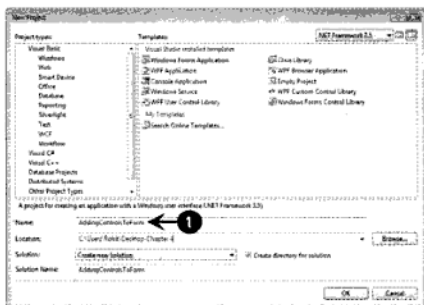 New Project
Project types:
Templates:
.NET Framework 3.5
Visual Basic
Windows
Web
Smart Device
Office
Database
Reporting
Silverlight
Test
WCF
Workflow
Visual C#
Visual C++
Database Projects
Distributed Systems
Other Project Types
Visual Studio installed templates
Windows Forms Application
Class Library
WPF Application
WPF Browser Application
Console Application
Empty Project
Windows Service
WPF Custom Control Library
WPF User Control Library
Windows Forms Control Library
My Templates
Search Online Templates...
A project for creating an application with a Windows user interface (.NET Framework 3.5)
Name:
AddingControlsToForm
1
Location:
Browse...
Solution:
Create new Solution
Create directory for solution
Solution Name:
AddingControlsToForm
OK
Cancel